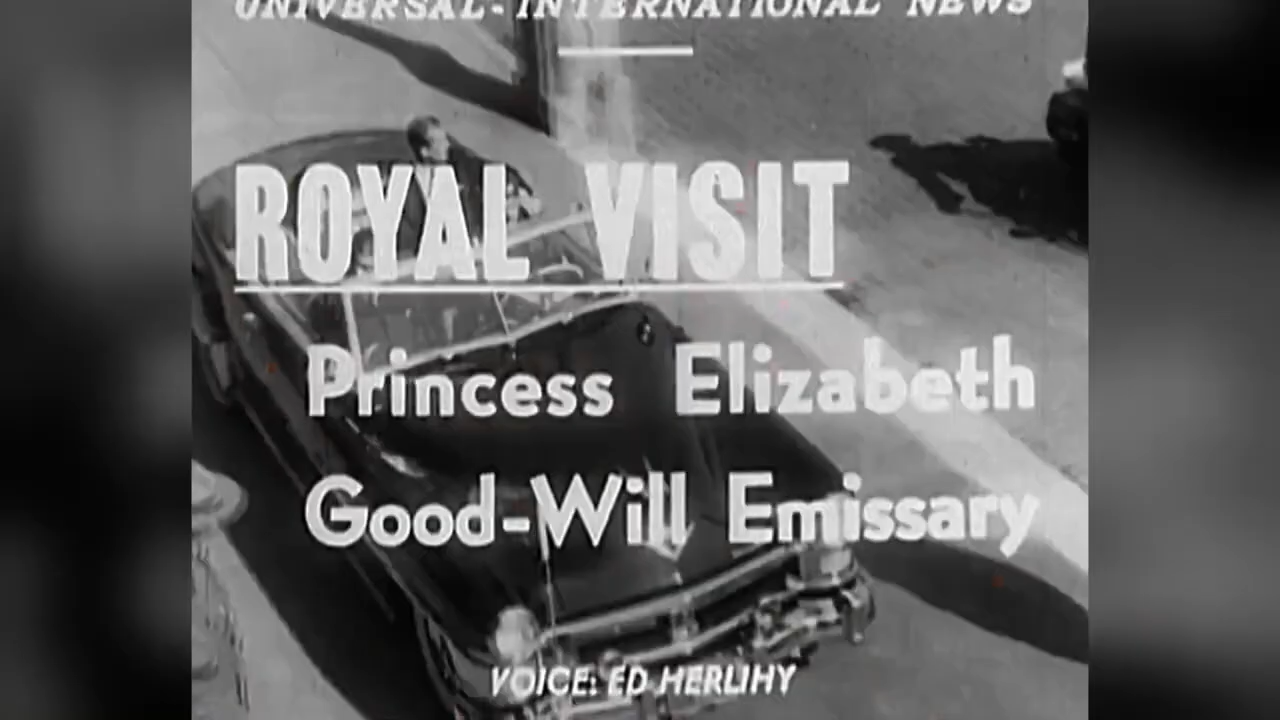 UNIVERSAL-INTERNATIONAL NEWS
ROYAL VISIT
Princess Elizabeth
Good-Will Emissary
VOICE: ED HERLIHY